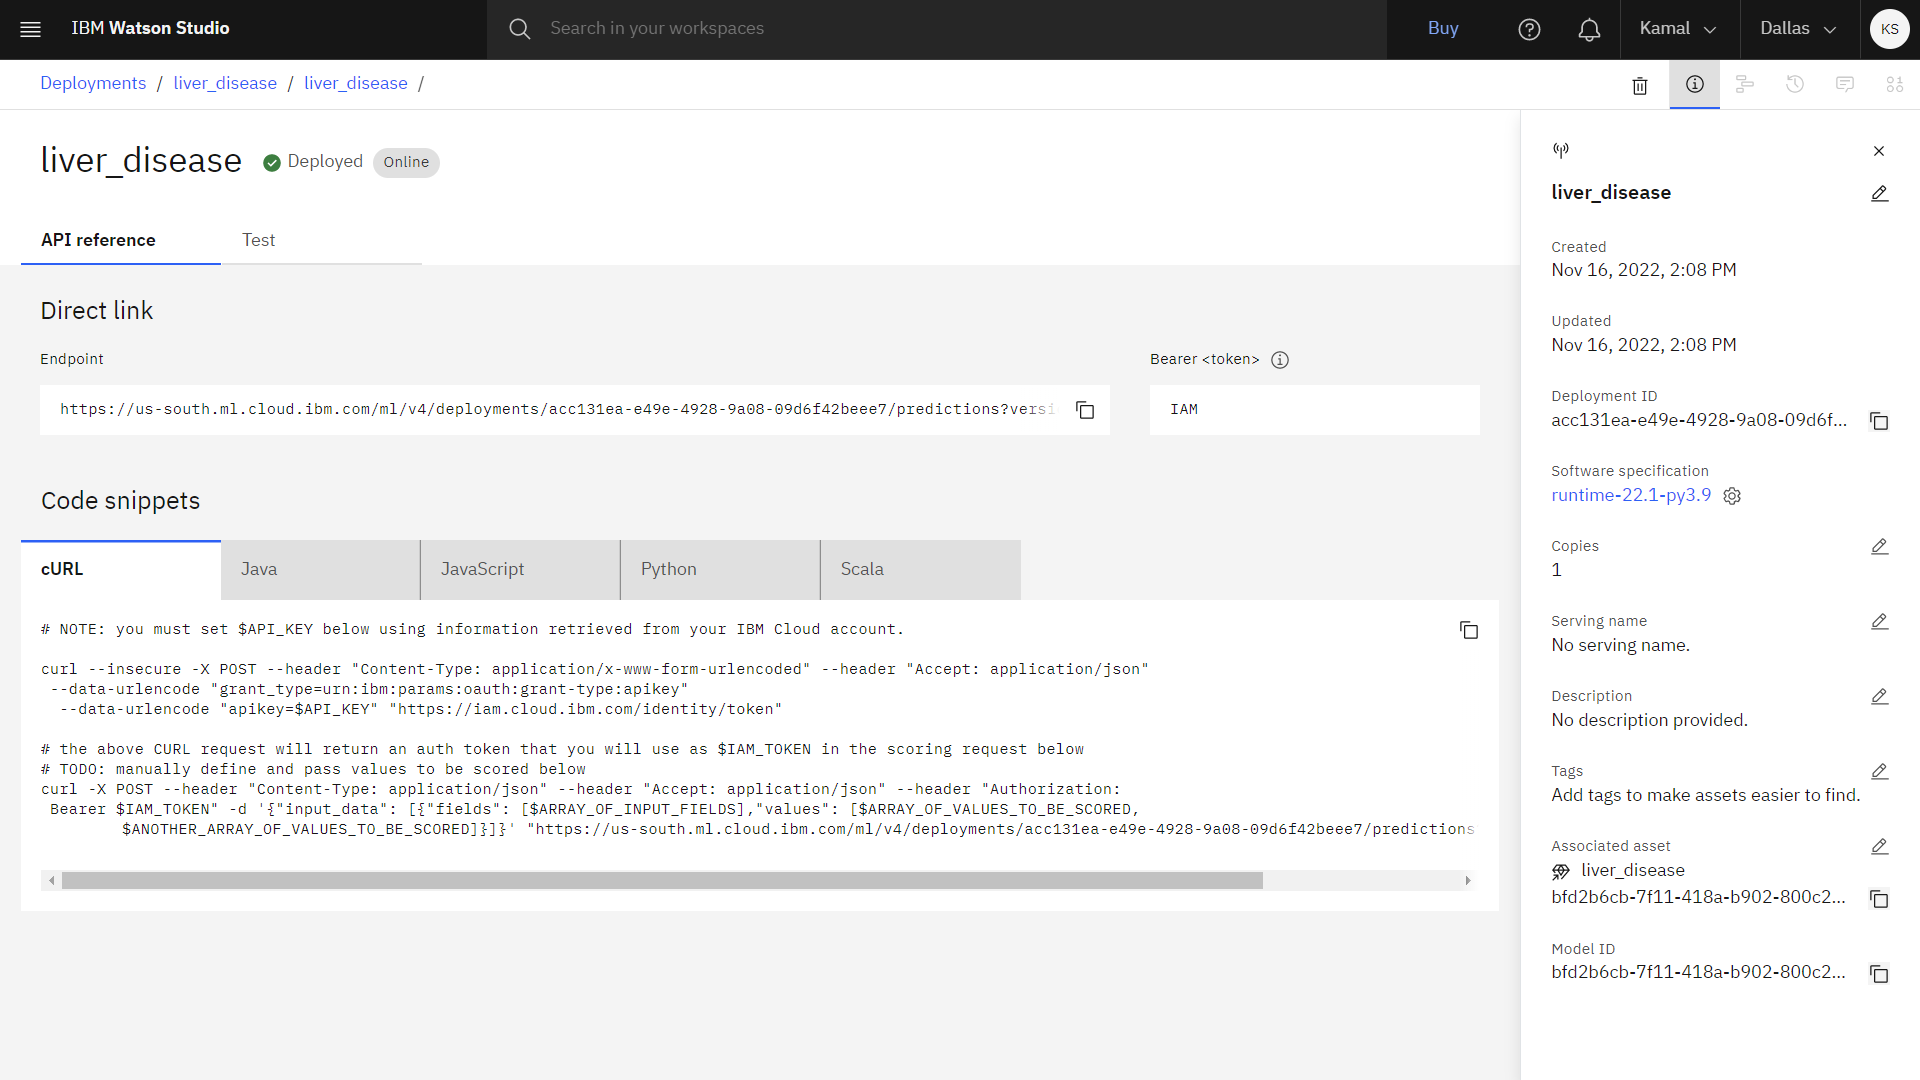 IBM Watson Studio
Search in your workspaces
Buy
Kamal
Dallas
KS
Deployments / liver_disease / liver_disease /
liver_disease
Deployed
Online
API reference
Test
Direct link
Endpoint
https://us-south.ml.cloud.ibm.com/ml/v4/deployments/acc131ea-e49e-4928-9a08-09d6f42beee7/predictions?versi
Bearer <token>
IAM
Code snippets
cURL
Java
JavaScript
Python
Scala
# NOTE: you must set $API_KEY below using information retrieved from your IBM Cloud account.
curl --insecure -X POST --header "Content-Type: application/x-www-form-urlencoded" --header "Accept: application/json"
--data-urlencode "grant_type=urn:ibm:params:oauth:grant-type:apikey"
--data-urlencode "apikey=$API_KEY" "https://iam.cloud.ibm.com/identity/token"
# the above CURL request will return an auth token that you will use as $IAM_TOKEN in the scoring request below
# TODO: manually define and pass values to be scored below
curl -X POST --header "Content-Type: application/json" --header "Accept: application/json" --header "Authorization:
Bearer $IAM_TOKEN" -d '{"input_data": [{"fields": [$ARRAY_OF_INPUT_FIELDS],"values": [$ARRAY_OF_VALUES_TO_BE_SCORED,
$ANOTHER_ARRAY_OF_VALUES_TO_BE_SCORED]}]}' "https://us-south.ml.cloud.ibm.com/ml/v4/deployments/acc131ea-e49e-4928-9a08-09d6f42beee7/predictions
liver_disease
Created
Nov 16, 2022, 2:08 PM
Updated
Nov 16, 2022, 2:08 PM
Deployment ID
acc131ea-e49e-4928-9a08-09d6f...
Software specification
runtime-22.1-py3.9
Copies
1
Serving name
No serving name.
Description
No description provided.
Tags
Add tags to make assets easier to find.
Associated asset
liver_disease
bfd2b6cb-7f11-418a-b902-800c2...
Model ID
bfd2b6cb-7f11-418a-b902-800c2...